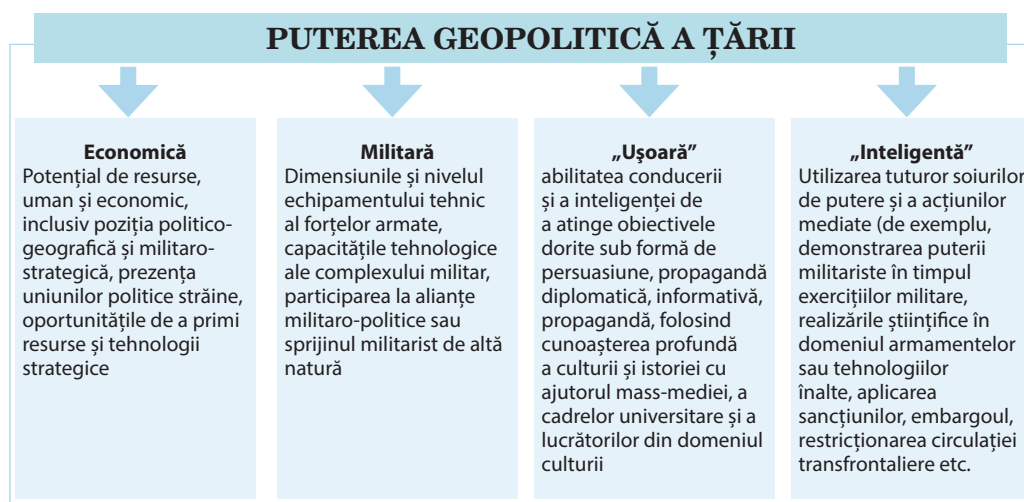 PUTEREA GEOPOLITICĂ A ȚĂRII
Economică
Potențial de resurse,
uman și economic,
inclusiv poziția politico-
geografică și militaro-
strategică, prezența
uniunilor politice străine,
oportunitățile de a primi
resurse și tehnologii
strategice
Militară
Dimensiunile și nivelul
echipamentului tehnic
al forțelor armate,
capacitățile tehnologice
ale complexului militar,
participarea la alianțe
militaro-politice sau
sprijinul militarist de altă
natură
„Ușoară”
abilitatea conducerii
și a inteligenței de
a atinge obiectivele
dorite sub formă de
persuasiune, propagandă
diplomatică, informativă,
propagandă, folosind
cunoașterea profundă
a culturii și istoriei cu
ajutorul mass-mediei, a
cadrelor universitare și a
lucrătorilor din domeniul
culturii
„Inteligentă”
Utilizarea tuturor soiurilor
de putere și a acțiunilor
mediate (de exemplu,
demonstrarea puterii
militariste în timpul
exercițiilor militare,
realizările științifice în
domeniul armamentelor
sau tehnologiilor
înalte, aplicarea
sancțiunilor, embargoul,
restricționarea circulației
transfrontaliere etc.